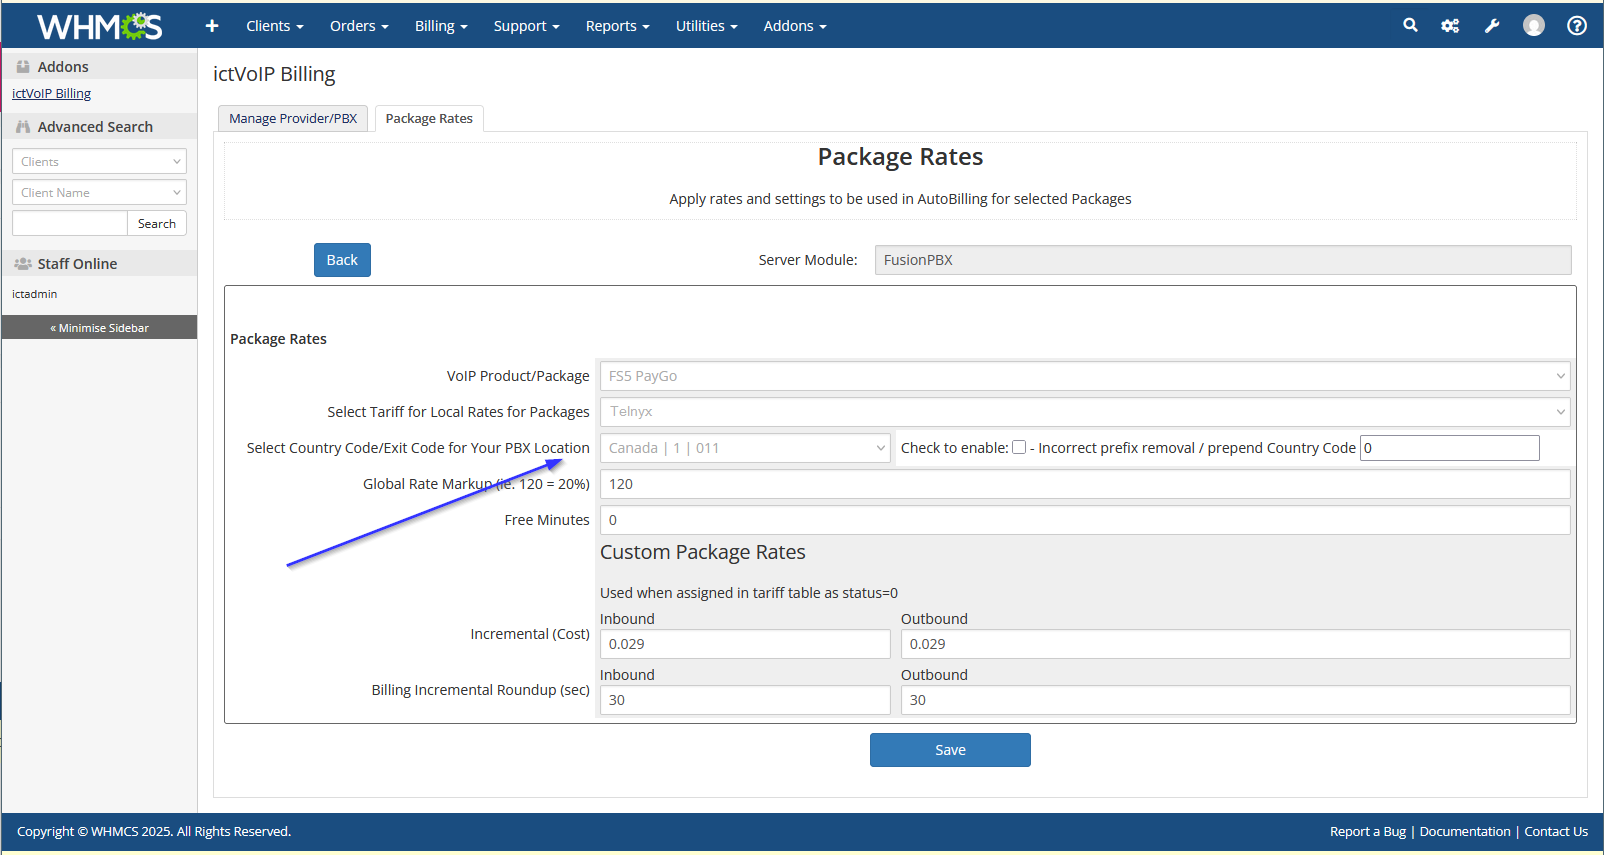 WHMCS + Clients Orders Billing Support Reports Utilities Addons
Addons
ictVoIP Billing
Advanced Search
Clients
Client Name
Search
Staff Online
ictadmin
« Minimise Sidebar
ictVoIP Billing
Manage Provider/PBX Package Rates
Package Rates
Apply rates and settings to be used in AutoBilling for selected Packages
Back Server Module: FusionPBX
Package Rates
VoIP Product/Package FS5 PayGo
Select Tariff for Local Rates for Packages Telnyx
Select Country Code/Exit Code for Your PBX Location Canada | 1 | 011 Check to enable: - Incorrect prefix removal / prepend Country Code 0
Global Rate Markup (ie. 120 = 20%) 120
Free Minutes 0
Custom Package Rates
Used when assigned in tariff table as status=0
Inbound Outbound
Incremental (Cost) 0.029 0.029
Inbound Outbound
Billing Incremental Roundup (sec) 30 30
Save
Copyright © WHMCS 2025. All Rights Reserved. Report a Bug | Documentation | Contact Us